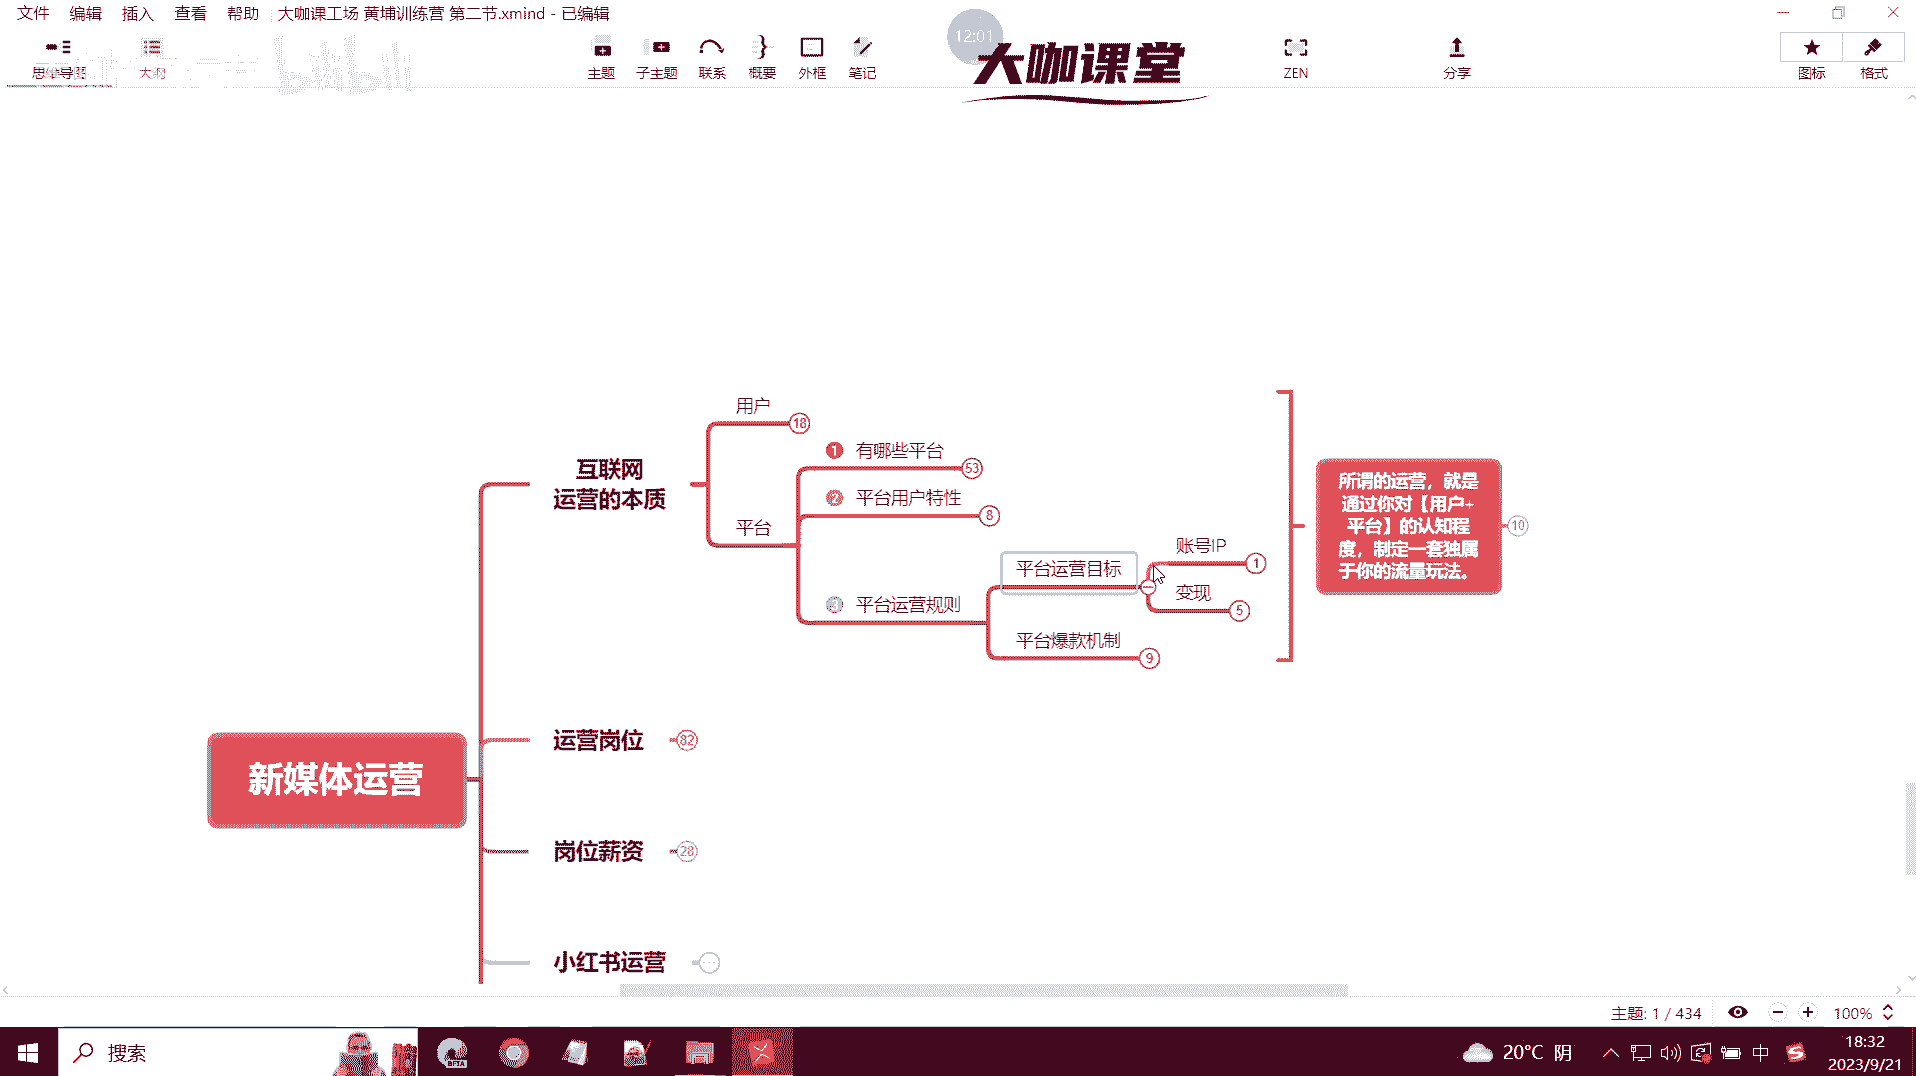 文件 编辑 插入 查看 帮助 大咖课工场 黄埔训练营 第二节.xmind - 已编辑
思维导图 大纲 主题 子主题 联系 概要 外框 笔记 ZEN 分享 图标 格式
bilibili
12:01
大咖课堂
用户 18
1 有哪些平台 53
2 平台用户特性 8
互联网
运营的本质
平台
账号IP 1
平台运营目标
变现 5
3 平台运营规则
平台爆款机制 9
所谓的运营，就是
通过你对【用户+
平台】的认知程
度，制定一套独属
于你的流量玩法。
10
运营岗位 82
新媒体运营
岗位薪资 28
小红书运营
主题: 1 / 434 100%
搜索
BETA
20°C 阴 中 18:32
2023/9/21